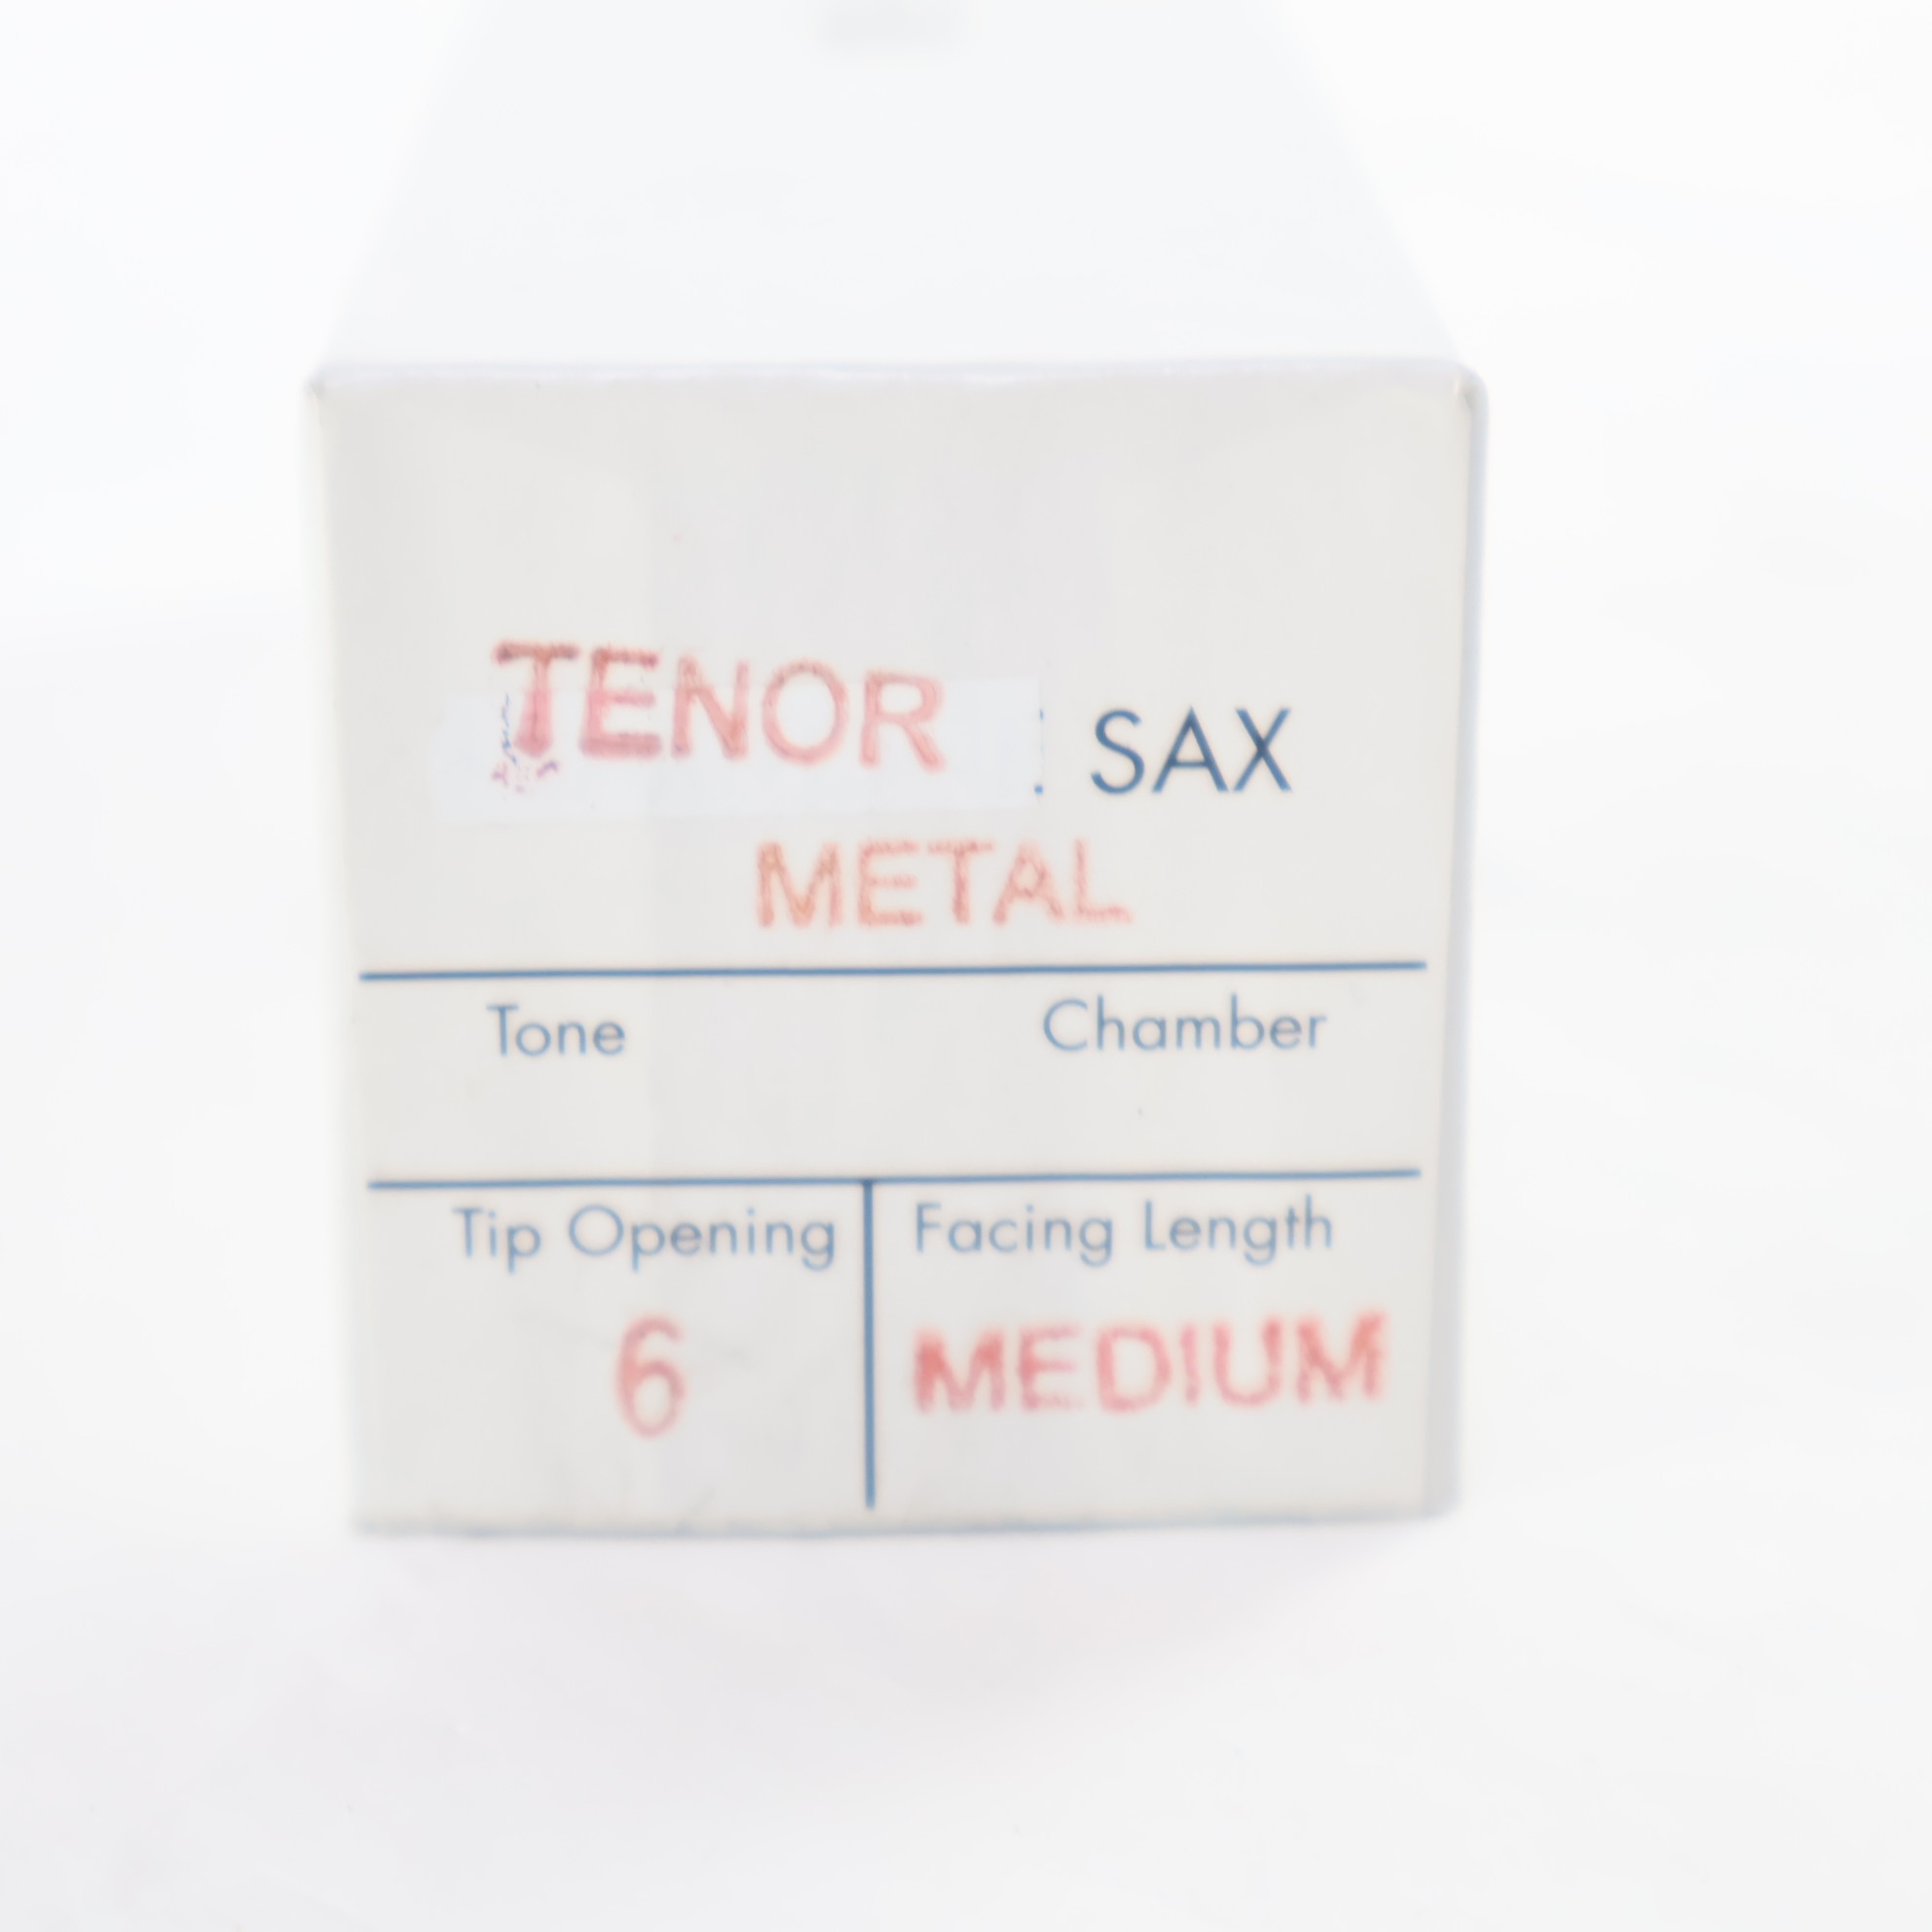 TENOR SAX
METAL
Tone Chamber
Tip Opening Facing Length
6 MEDIUM